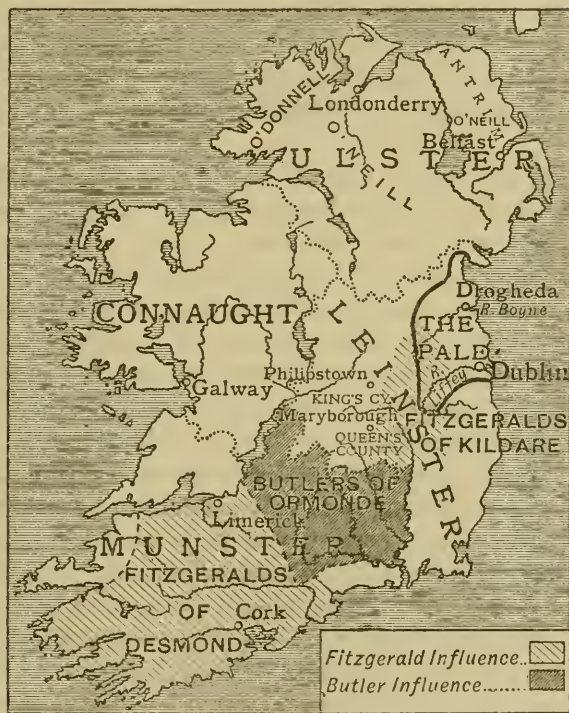 ANTRIM
O'DONNELL
Londonderry
O'NEILL
Belfast
ULSTER
O'NEILL
Drogheda
R. Boyne
CONNAUGHT
LEINSTER
THE
PALE
R. Liffey
Dublin
Philipstown
Galway
KING'S CY.
Maryborough
FITZGERALDS
OF KILDARE
QUEEN'S
COUNTY
BUTLERS OF
ORMONDE
Limerick
MUNSTER
FITZGERALDS
OF
Cork
DESMOND
Fitzgerald Influence..
Butler Influence........